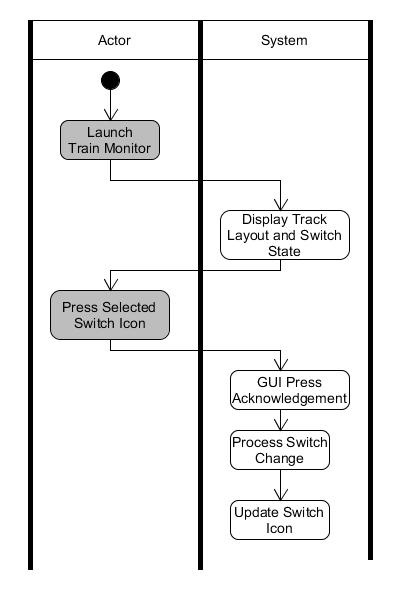 Actor
System
Launch
Train Monitor
Display Track
Layout and Switch
State
Press Selected
Switch Icon
GUI Press
Acknowledgement
Process Switch
Change
Update Switch
Icon